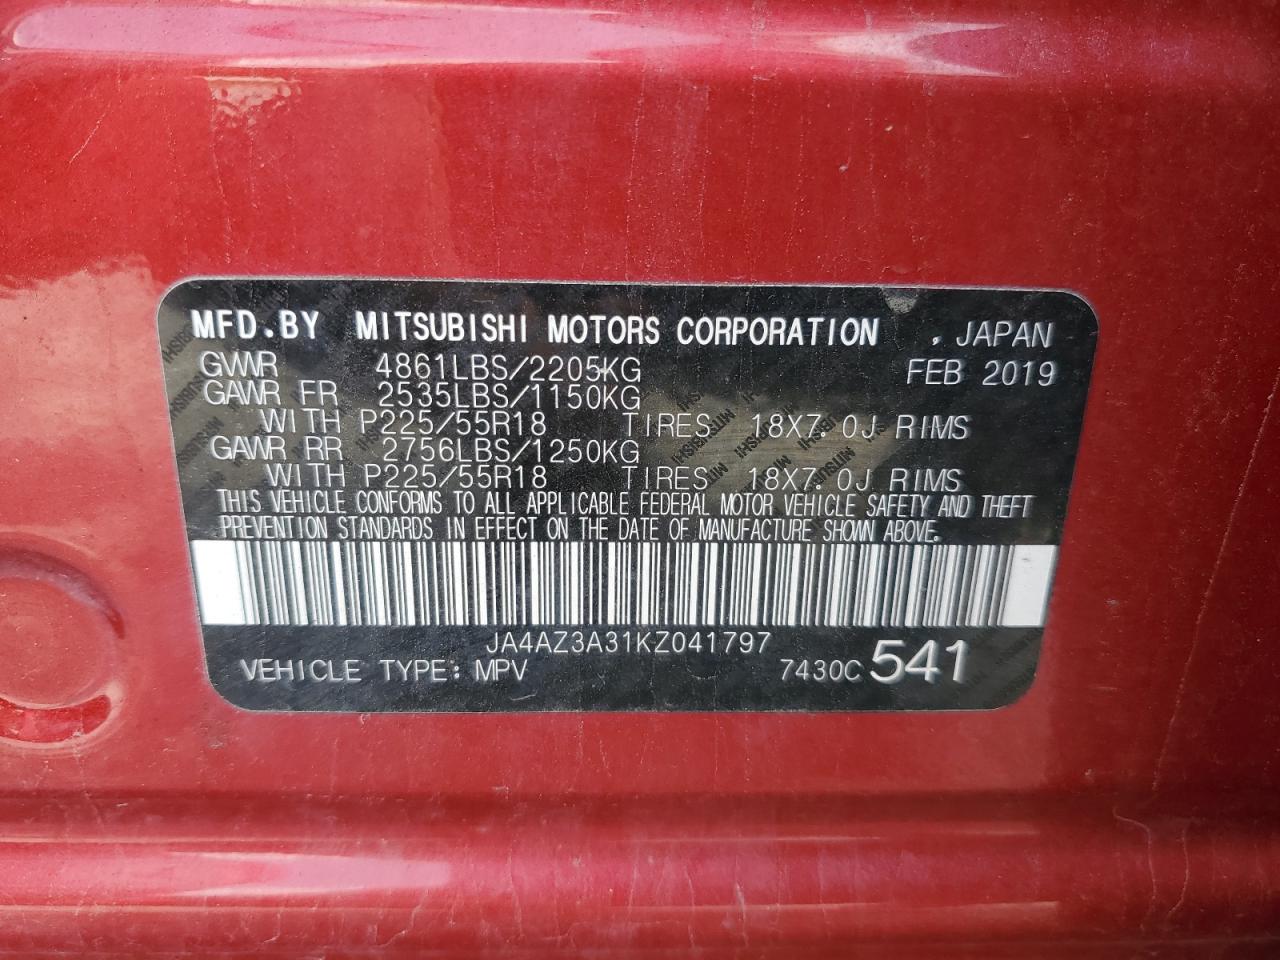 MFD.BY MITSUBISHI MOTORS CORPORATION , JAPAN
GVWR 4861LBS/2205KG FEB 2019
GAWR FR 2535LBS/1150KG
WITH P225/55R18 TIRES 18X7.0J RIMS
GAWR RR 2756LBS/1250KG
WITH P225/55R18 TIRES 18X7.0J RIMS
THIS VEHICLE CONFORMS TO ALL APPLICABLE FEDERAL MOTOR VEHICLE SAFETY AND THEFT
PREVENTION STANDARDS IN EFFECT ON THE DATE OF MANUFACTURE SHOWN ABOVE.
JA4AZ3A31KZ041797
VEHICLE TYPE: MPV 7430C 541